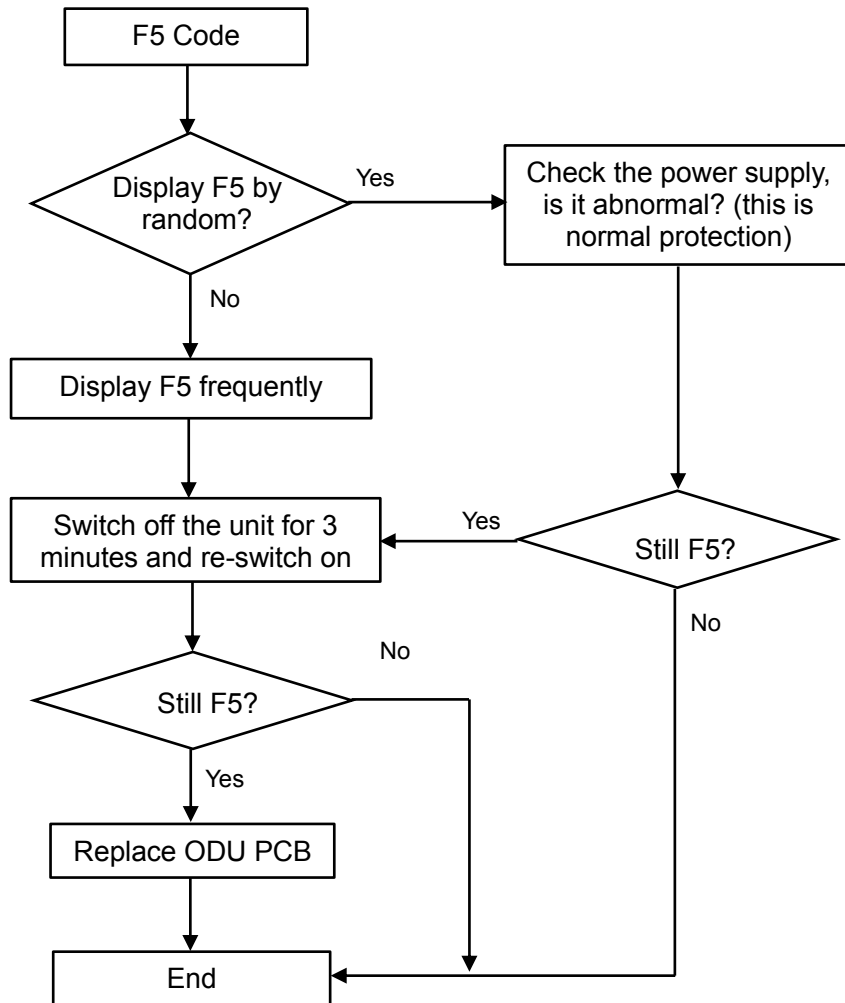 F5 Code
Display F5 by
random?
Yes
Check the power supply,
is it abnormal? (this is
normal protection)
No
Display F5 frequently
Switch off the unit for 3
minutes and re-switch on
Yes
Still F5?
No
No
Still F5?
Yes
Replace ODU PCB
End